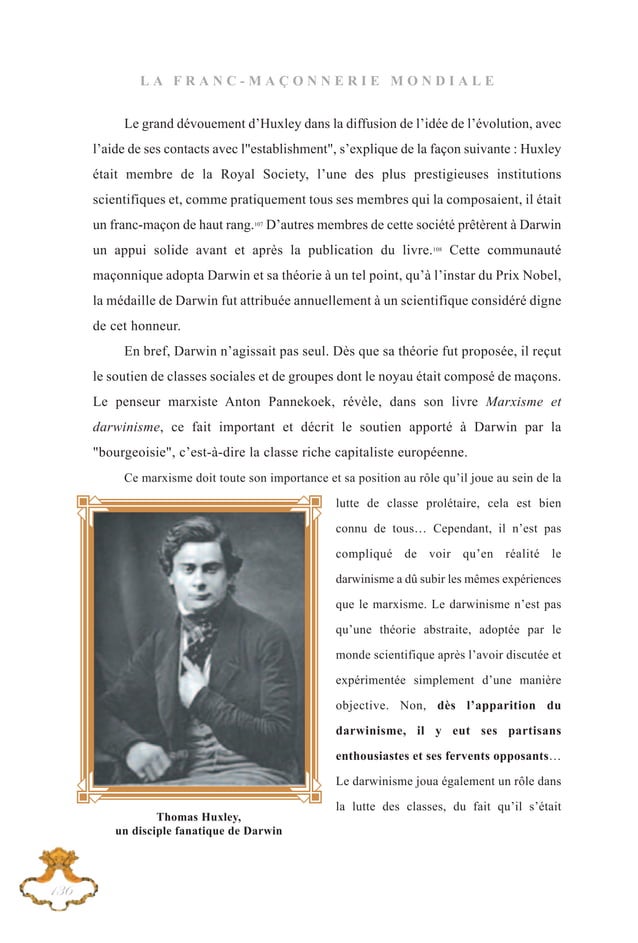 LA FRANC-MAÇONNERIE MONDIALE
Le grand dévouement d’Huxley dans la diffusion de l’idée de l’évolution, avec
l’aide de ses contacts avec l"establishment", s’explique de la façon suivante : Huxley
était membre de la Royal Society, l’une des plus prestigieuses institutions
scientifiques et, comme pratiquement tous ses membres qui la composaient, il était
un franc-maçon de haut rang.107 D’autres membres de cette société prêtèrent à Darwin
un appui solide avant et après la publication du livre.108 Cette communauté
maçonnique adopta Darwin et sa théorie à un tel point, qu’à l’instar du Prix Nobel,
la médaille de Darwin fut attribuée annuellement à un scientifique considéré digne
de cet honneur.
En bref, Darwin n’agissait pas seul. Dès que sa théorie fut proposée, il reçut
le soutien de classes sociales et de groupes dont le noyau était composé de maçons.
Le penseur marxiste Anton Pannekoek, révèle, dans son livre Marxisme et
darwinisme, ce fait important et décrit le soutien apporté à Darwin par la
"bourgeoisie", c’est-à-dire la classe riche capitaliste européenne.
Ce marxisme doit toute son importance et sa position au rôle qu’il joue au sein de la
lutte de classe prolétaire, cela est bien
connu de tous… Cependant, il n’est pas
compliqué de voir qu’en réalité le
darwinisme a dû subir les mêmes expériences
que le marxisme. Le darwinisme n’est pas
qu’une théorie abstraite, adoptée par le
monde scientifique après l’avoir discutée et
expérimentée simplement d’une manière
objective. Non, dès l’apparition du
darwinisme, il y eut ses partisans
enthousiastes et ses fervents opposants…
Le darwinisme joua également un rôle dans
la lutte des classes, du fait qu’il s’était
Thomas Huxley,
un disciple fanatique de Darwin
136